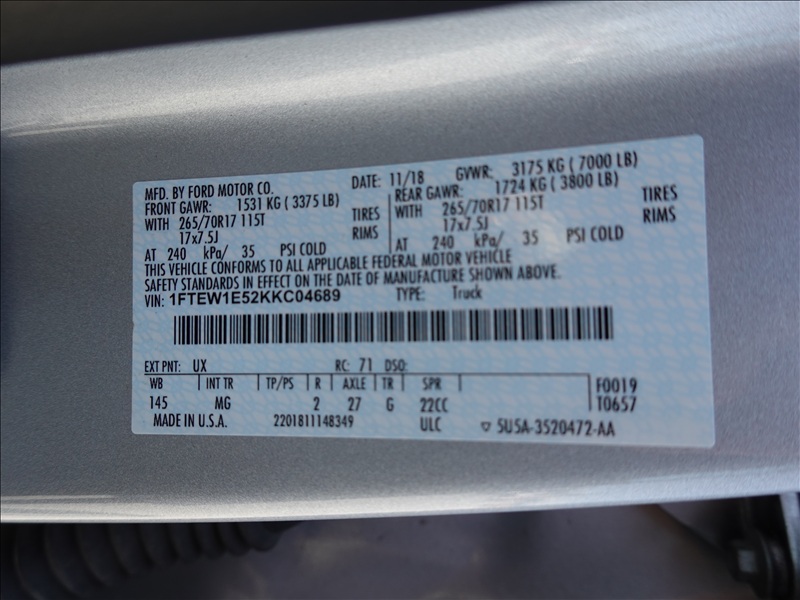 MFD. BY FORD MOTOR CO. DATE: 11/18 GVWR: 3175 KG ( 7000 LB)
FRONT GAWR: 1531 KG ( 3375 LB) REAR GAWR: 1724 KG ( 3800 LB)
WITH 265/70R17 115T TIRES WITH 265/70R17 115T TIRES
17x7.5J RIMS 17x7.5J RIMS
AT 240 kPa/ 35 PSI COLD AT 240 kPa/ 35 PSI COLD
THIS VEHICLE CONFORMS TO ALL APPLICABLE FEDERAL MOTOR VEHICLE
SAFETY STANDARDS IN EFFECT ON THE DATE OF MANUFACTURE SHOWN ABOVE.
VIN: 1FTEW1E52KKC04689 TYPE: Truck
EXT PNT: UX RC: 71 DSO:
WB INT TR TP/PS R AXLE TR SPR F0019
145 MG 2 27 G 22CC T0657
MADE IN U.S.A. 2201811148349 ULC ▽ 5U5A-3520472-AA